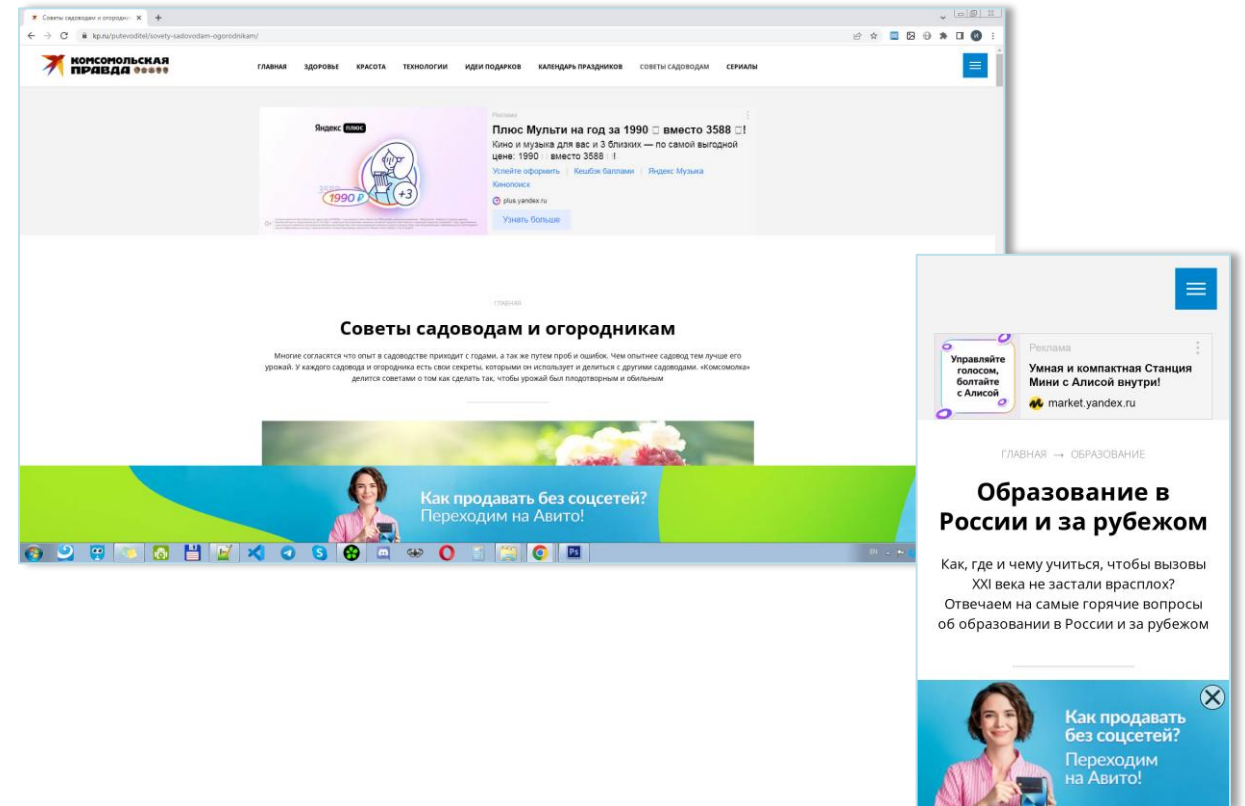 Советы садоводам и огородни
kp.ru/putevoditel/sovety-sadovodam-ogorodnikam/
КОМСОМОЛЬСКАЯ
ПРАВДА
ГЛАВНАЯ ЗДОРОВЬЕ КРАСОТА ТЕХНОЛОГИИ ИДЕИ ПОДАРКОВ КАЛЕНДАРЬ ПРАЗДНИКОВ СОВЕТЫ САДОВОДАМ СЕРИАЛЫ
Яндекс плюс
3588
1990 ₽
+3
Реклама
Плюс Мульти на год за 1990 □ вместо 3588 □!
Кино и музыка для вас и 3 близких — по самой выгодной
цене: 1990 □ вместо 3588 □!
Успейте оформить Кешбэк баллами Яндекс Музыка
Кинопоиск
plus.yandex.ru
Узнать больше
ГЛАВНАЯ
Советы садоводам и огородникам
Многие согласятся что опыт в садоводстве приходит с годами, а так же путем проб и ошибок. Чем опытнее садовод тем лучше его
урожай. У каждого садовода и огородника есть свои секреты, которыми он использует и делиться с другими садоводами. «Комсомолка»
делится советами о том как сделать так, чтобы урожай был плодотворным и обильным
Как продавать без соцсетей?
Переходим на Авито!
EN
Управляйте
голосом,
болтайте
с Алисой
Реклама
Умная и компактная Станция
Мини с Алисой внутри!
market.yandex.ru
ГЛАВНАЯ → ОБРАЗОВАНИЕ
Образование в
России и за рубежом
Как, где и чему учиться, чтобы вызовы
XXI века не застали врасплох?
Отвечаем на самые горячие вопросы
об образовании в России и за рубежом
Как продавать
без соцсетей?
Переходим
на Авито!